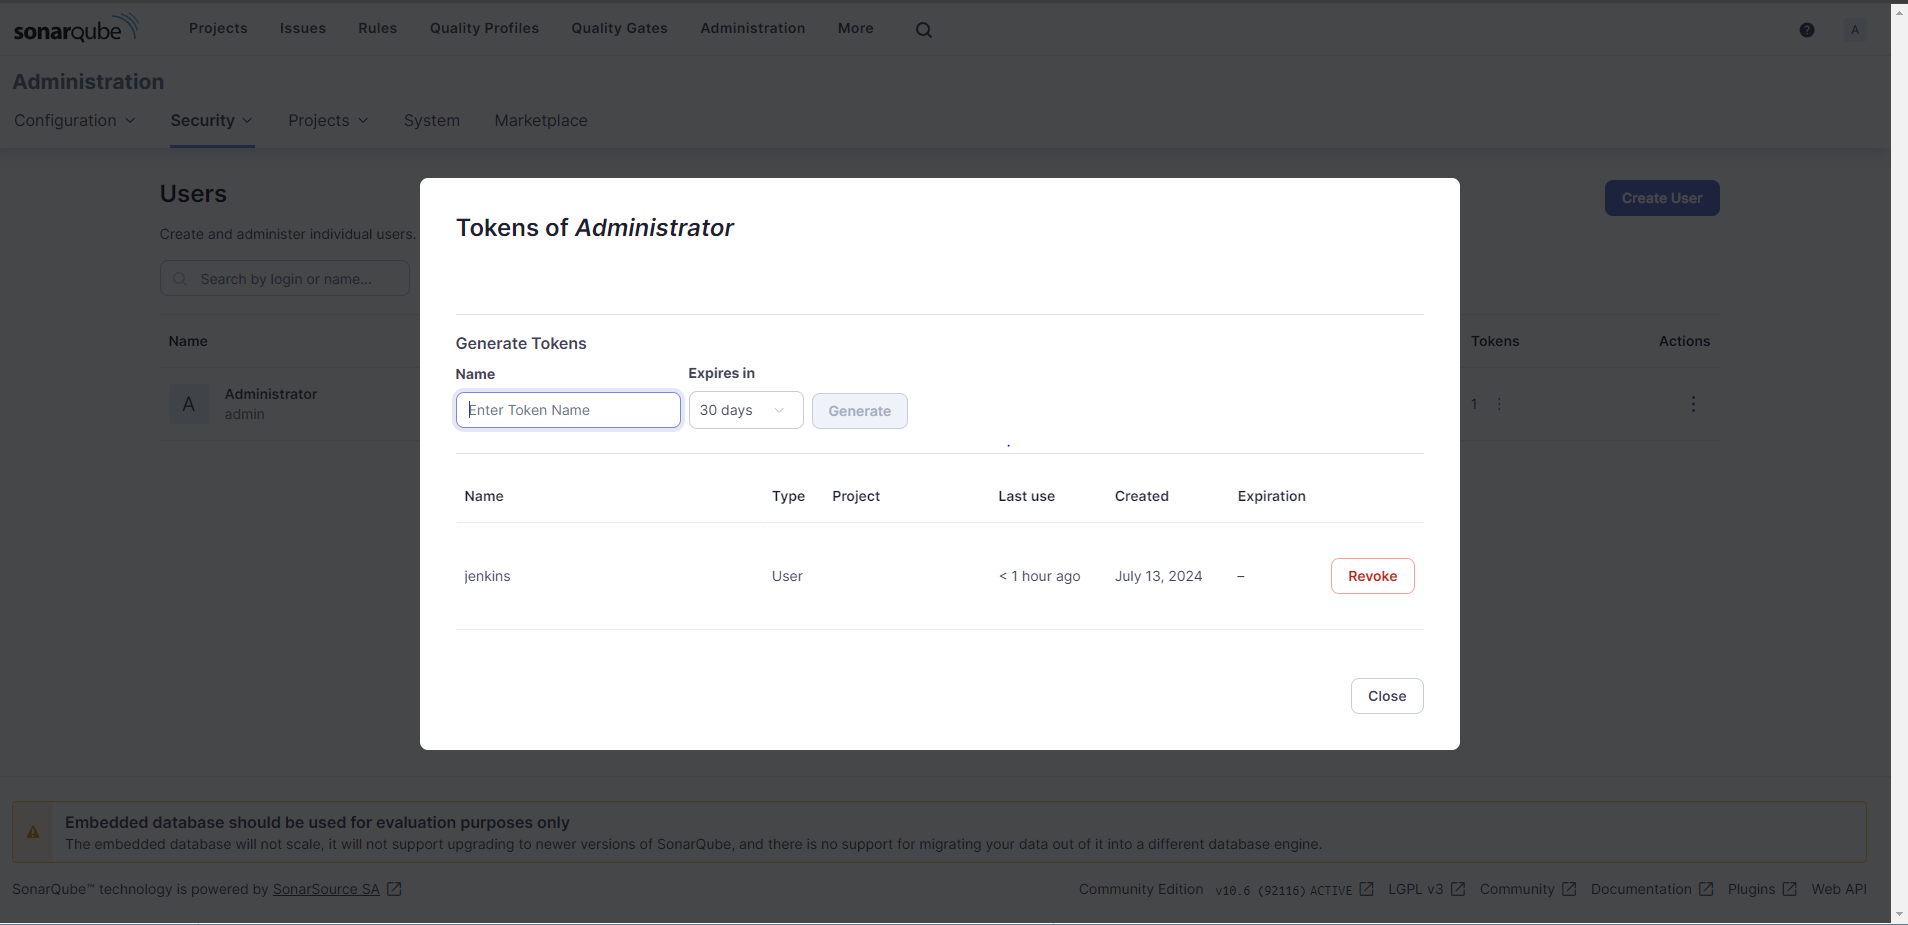 sonarqube
Projects Issues Rules Quality Profiles Quality Gates Administration More ? A
Administration
Configuration Security Projects System Marketplace
Users
Create User
Create and administer individual users.
Search by login or name...
Name Tokens Actions
A Administrator 1
admin
Tokens of Administrator
Generate Tokens
Name Expires in
Enter Token Name 30 days Generate
Name Type Project Last use Created Expiration
jenkins User < 1 hour ago July 13, 2024 – Revoke
Close
Embedded database should be used for evaluation purposes only
The embedded database will not scale, it will not support upgrading to newer versions of SonarQube, and there is no support for migrating your data out of it into a different database engine.
SonarQube™ technology is powered by SonarSource SA Community Edition v10.6 (92116) ACTIVE LGPL v3 Community Documentation Plugins Web API